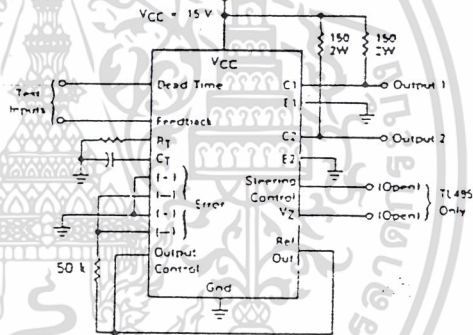 VCC = 15 V
150
2W
150
2W
VCC
Dead Time
C1
Output 1
Test
Inputs
E1
Feedback
C2
Output 2
RT
CT
E2
(+)
(−)
Error
(+)
(−)
Steering
Control
(Open)
VZ
(Open)
TL495
Only
Output
Control
Ref
Out
50 k
Gnd